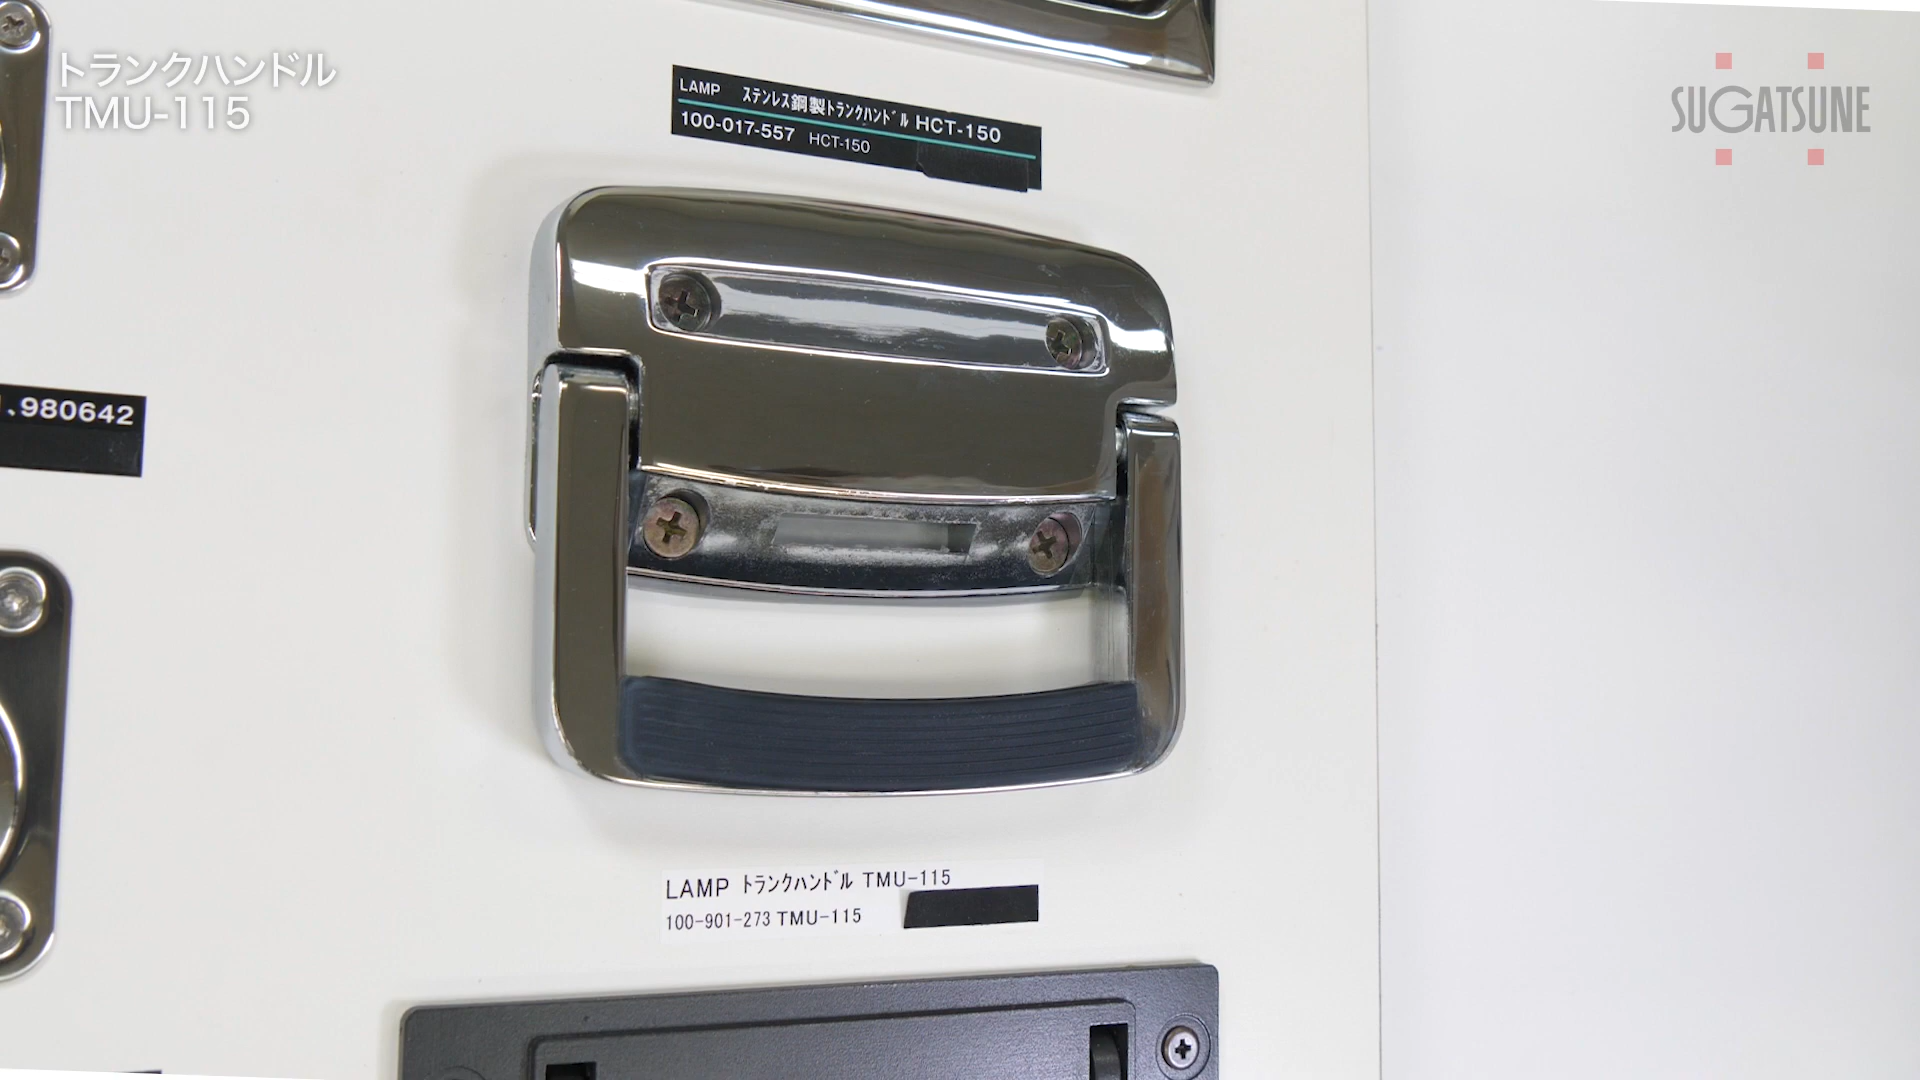 トランクハンドル
TMU-115
SUGATSUNE
LAMP ｽﾃﾝﾚｽ鋼製ﾄﾗﾝｸﾊﾝﾄﾞﾙ HCT-150
100-017-557 HCT-150
.980642
LAMP ﾄﾗﾝｸﾊﾝﾄﾞﾙ TMU-115
100-901-273 TMU-115